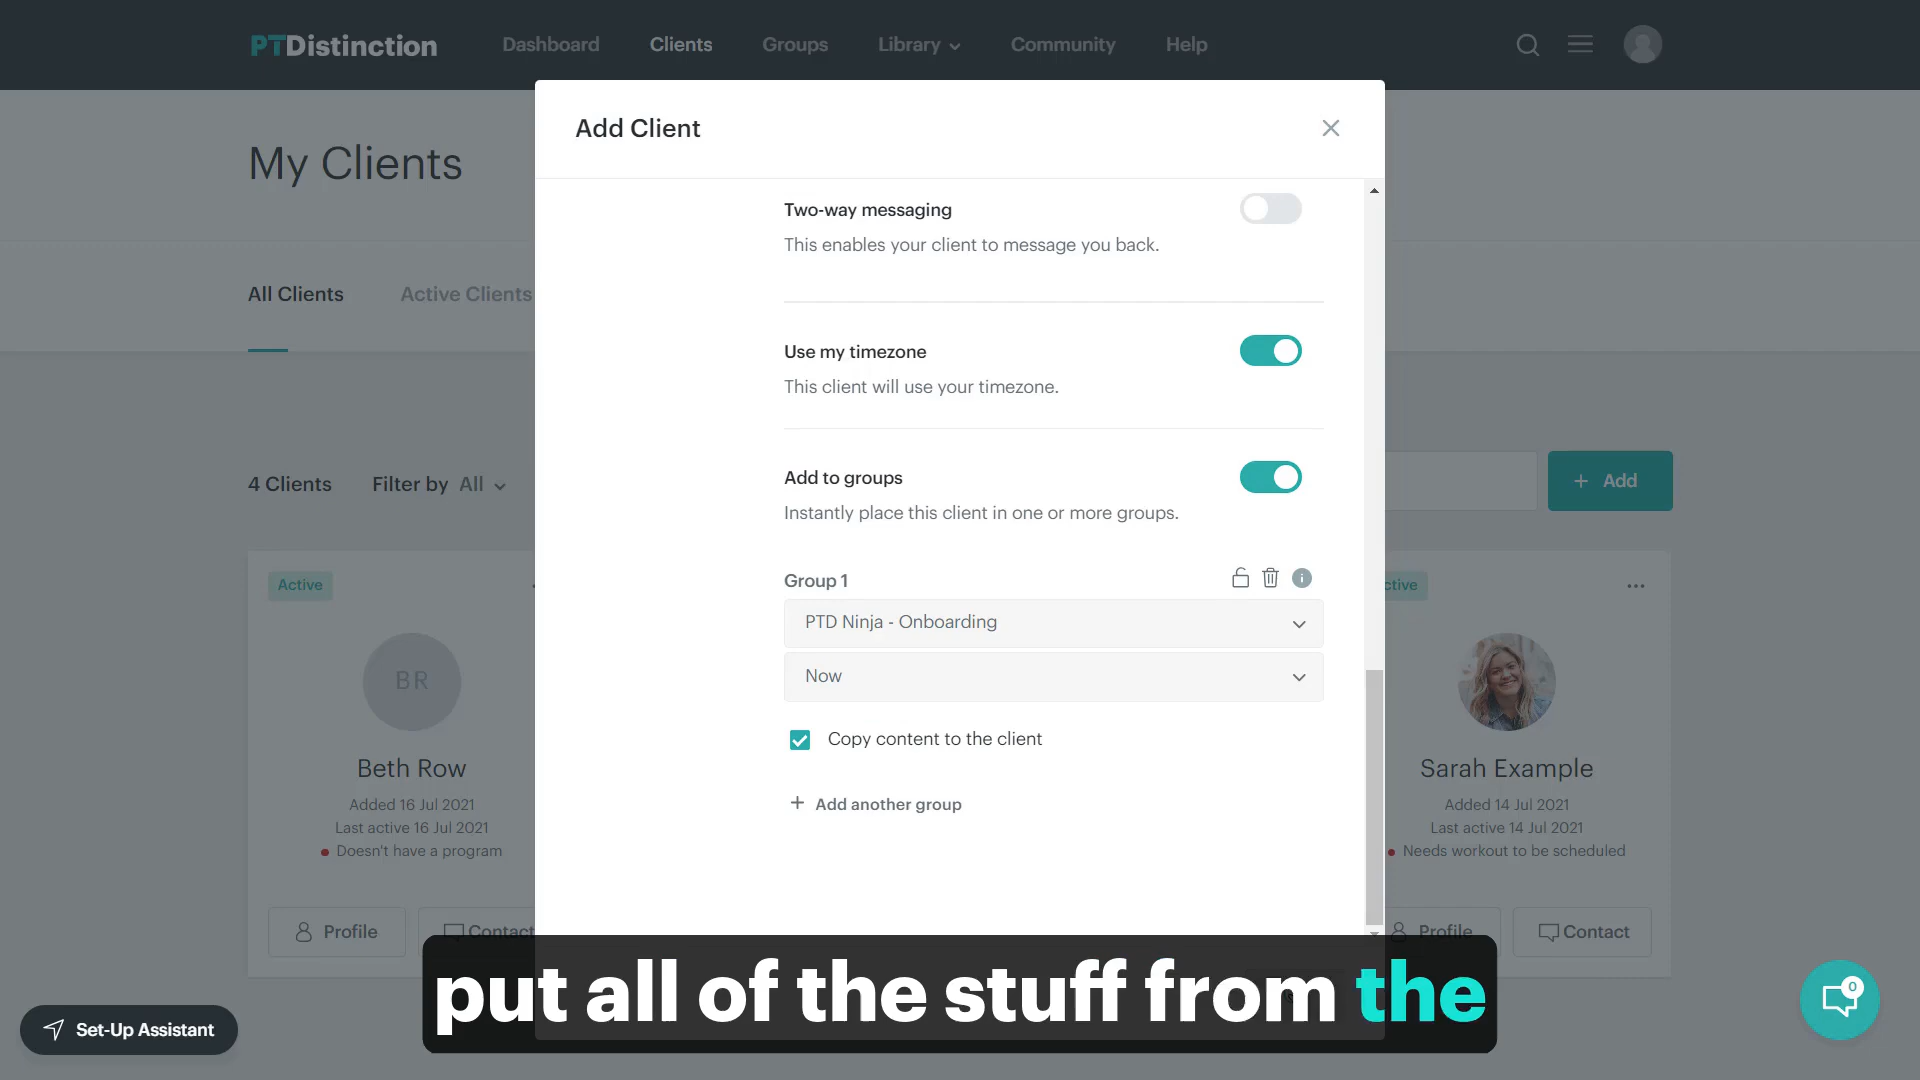 PTDistinction
Dashboard
Clients
Groups
Library
Community
Help
My Clients
All Clients
Active Clients
4 Clients
Filter by All
+ Add
Add Client
Two-way messaging
This enables your client to message you back.
Use my timezone
This client will use your timezone.
Add to groups
Instantly place this client in one or more groups.
Group 1
PTD Ninja - Onboarding
Now
Copy content to the client
+ Add another group
Active
BR
Beth Row
Added 16 Jul 2021
Last active 16 Jul 2021
Doesn't have a program
Profile
Contact
ctive
Sarah Example
Added 14 Jul 2021
Last active 14 Jul 2021
Needs workout to be scheduled
Profile
Contact
put all of the stuff from the
Set-Up Assistant
0